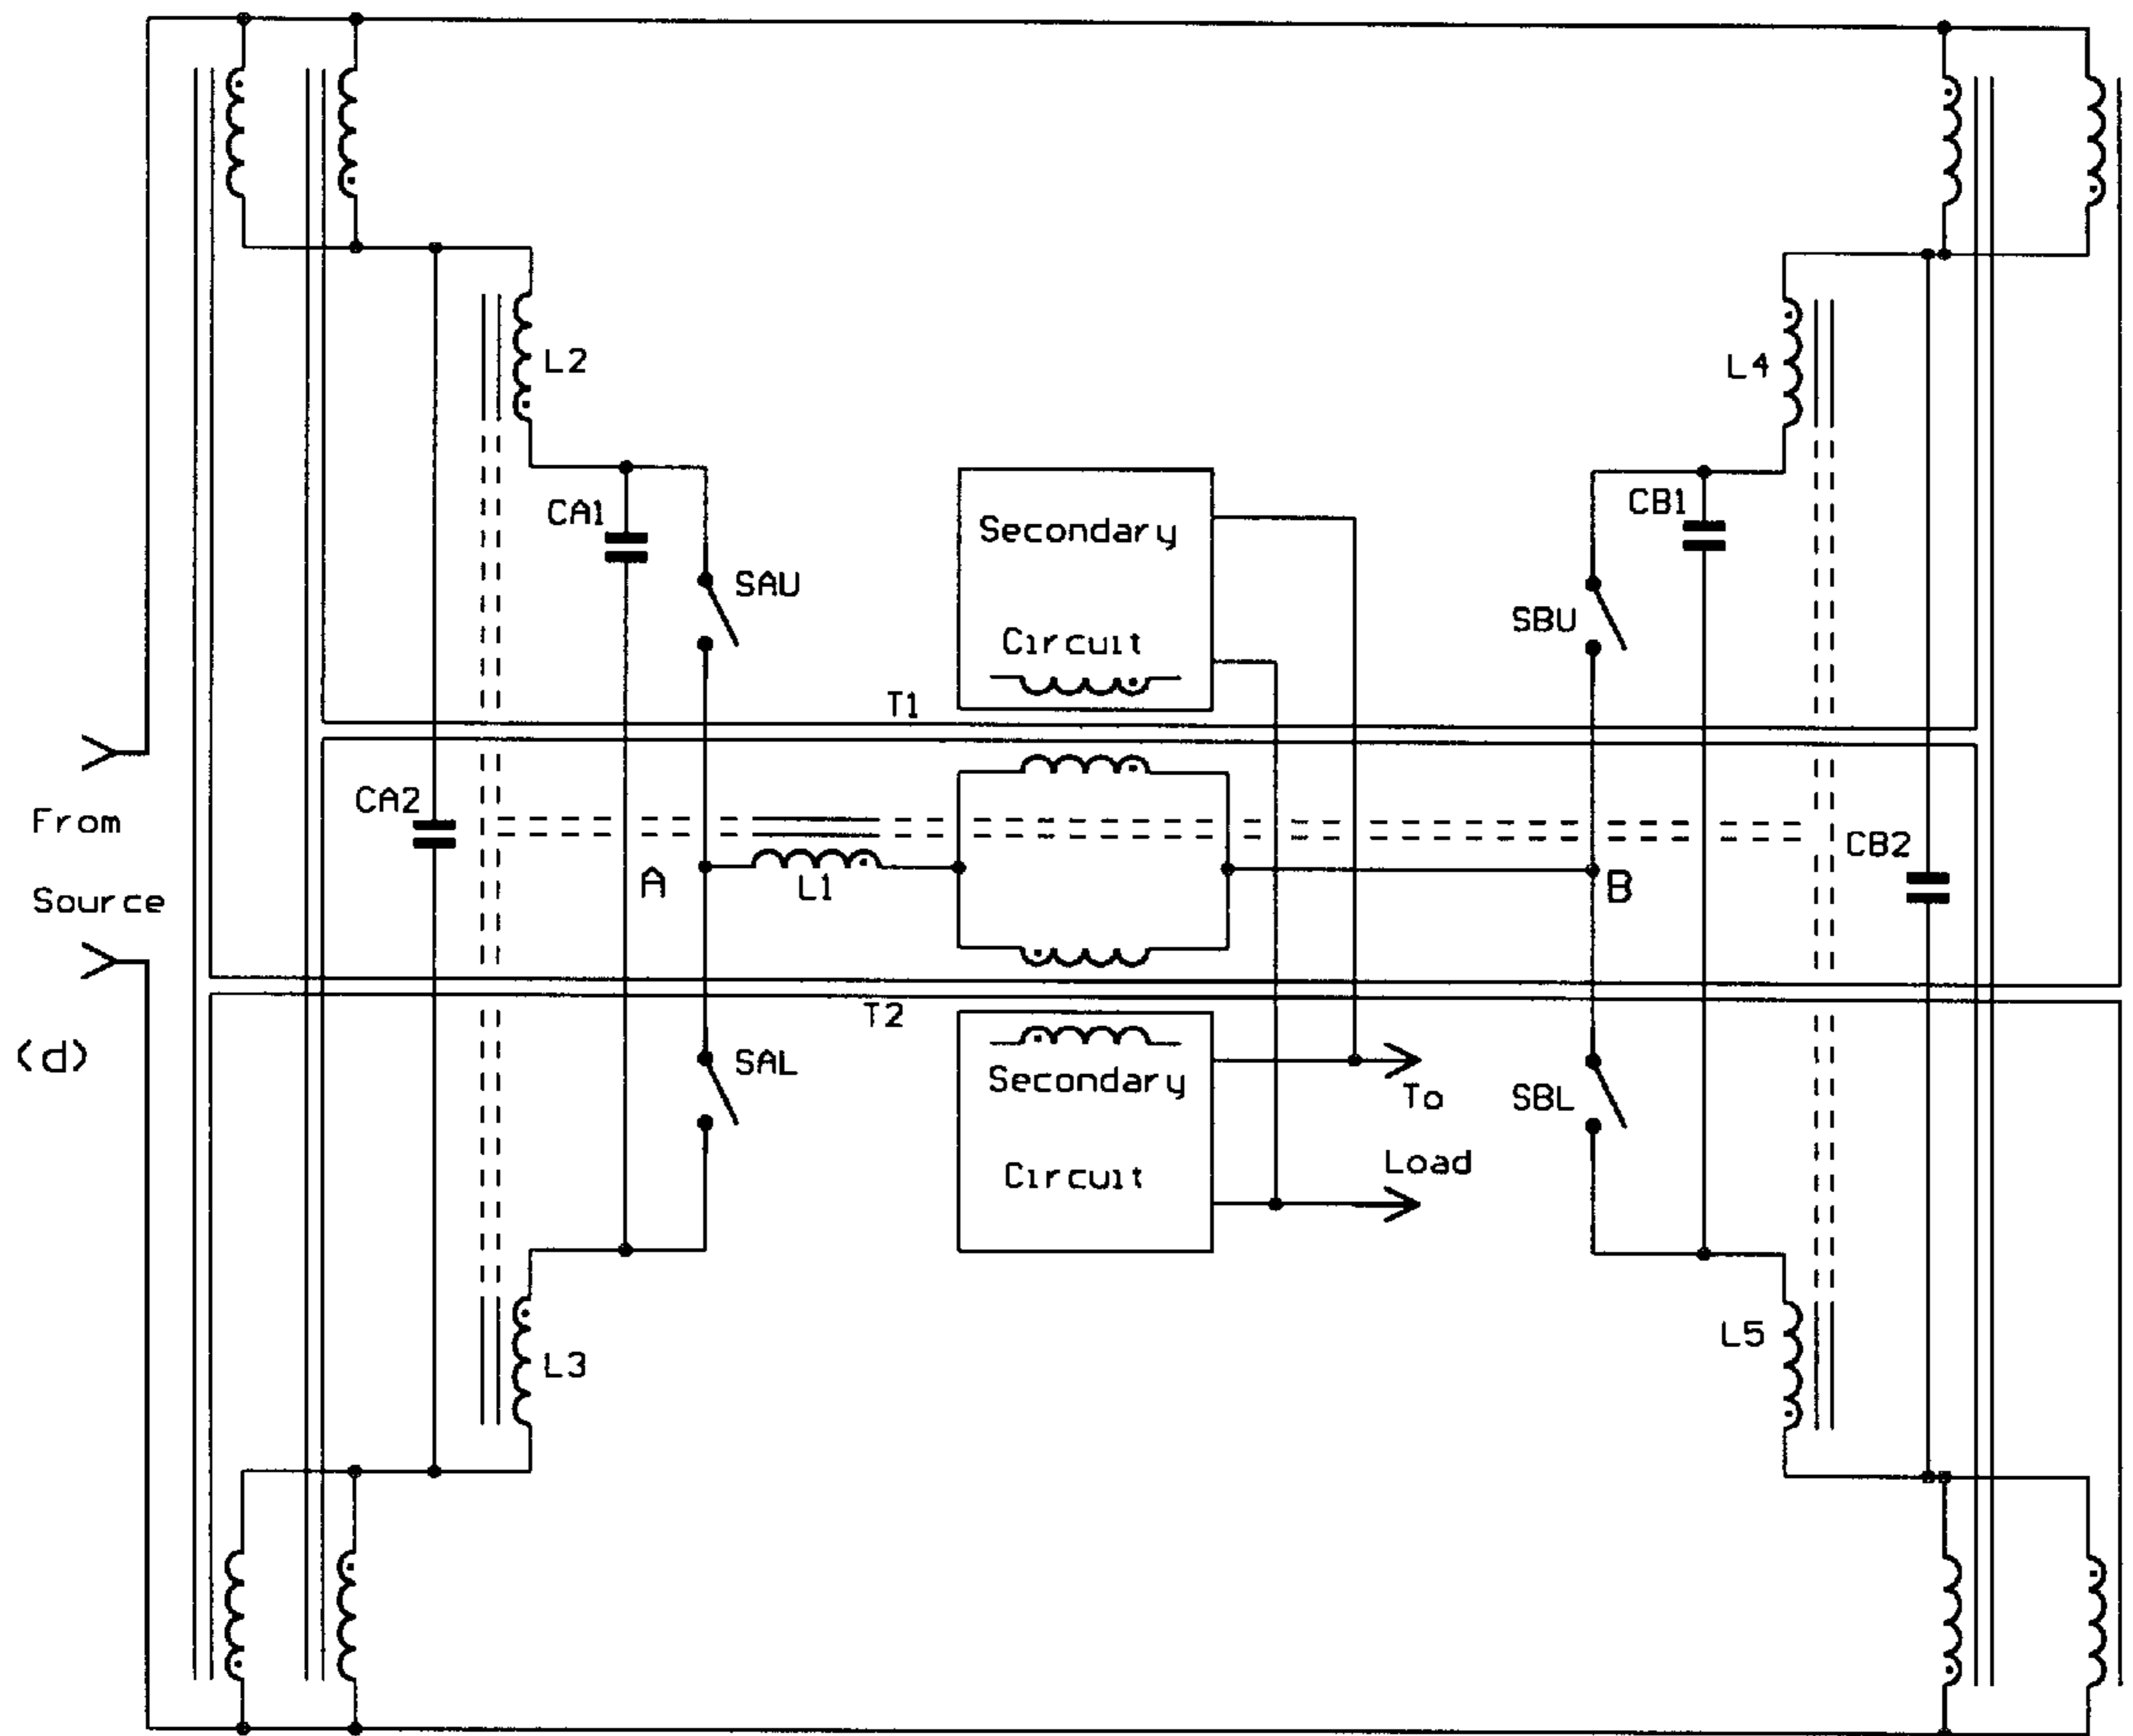 L2
L4
CA1
CB1
Secondary
SAU
SBU
Circuit
T1
CA2
From
CB2
A
L1
B
Source
T2
(d)
SAL
Secondary
To
SBL
Load
Circuit
L3
L5